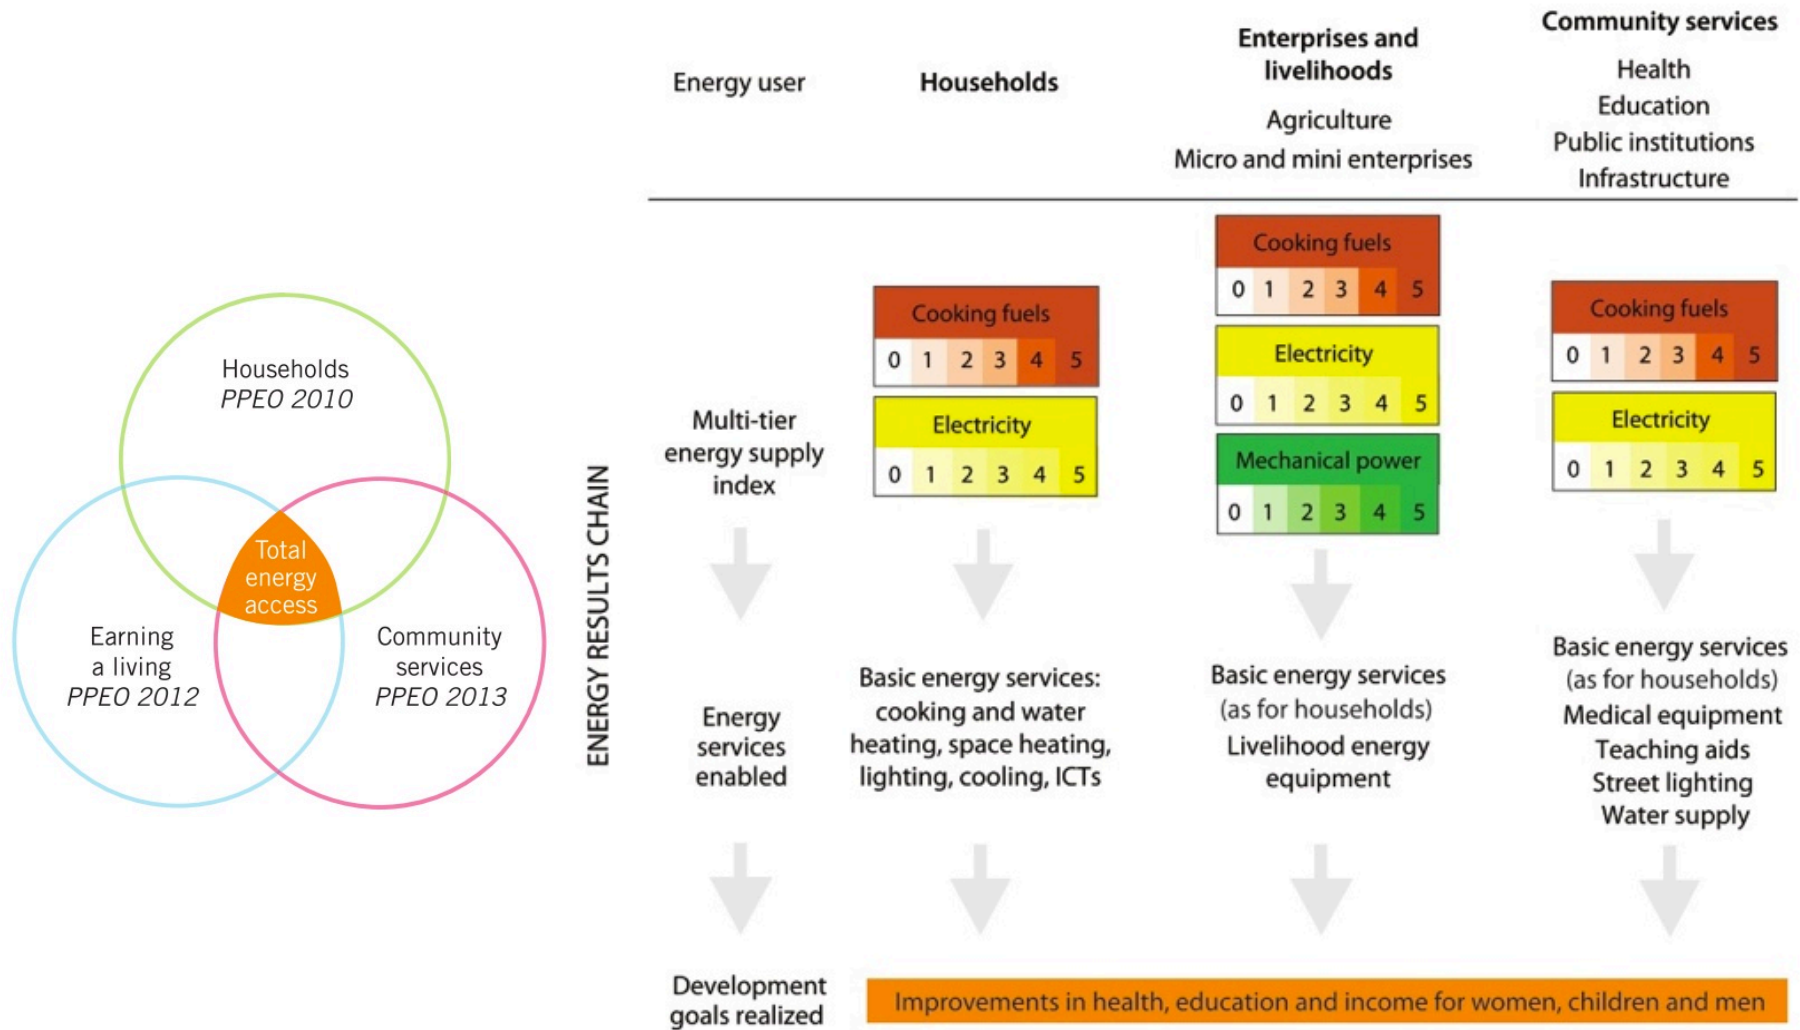 Households
PPEO 2010
Total
energy
access
Earning
a living
PPEO 2012
Community
services
PPEO 2013
ENERGY RESULTS CHAIN
Energy user
Households
Enterprises and
livelihoods
Agriculture
Micro and mini enterprises
Community services
Health
Education
Public institutions
Infrastructure
Multi-tier
energy supply
index
Cooking fuels
0 1 2 3 4 5
Electricity
0 1 2 3 4 5
Cooking fuels
0 1 2 3 4 5
Electricity
0 1 2 3 4 5
Mechanical power
0 1 2 3 4 5
Cooking fuels
0 1 2 3 4 5
Electricity
0 1 2 3 4 5
Energy
services
enabled
Basic energy services:
cooking and water
heating, space heating,
lighting, cooling, ICTs
Basic energy services
(as for households)
Livelihood energy
equipment
Basic energy services
(as for households)
Medical equipment
Teaching aids
Street lighting
Water supply
Development
goals realized
Improvements in health, education and income for women, children and men